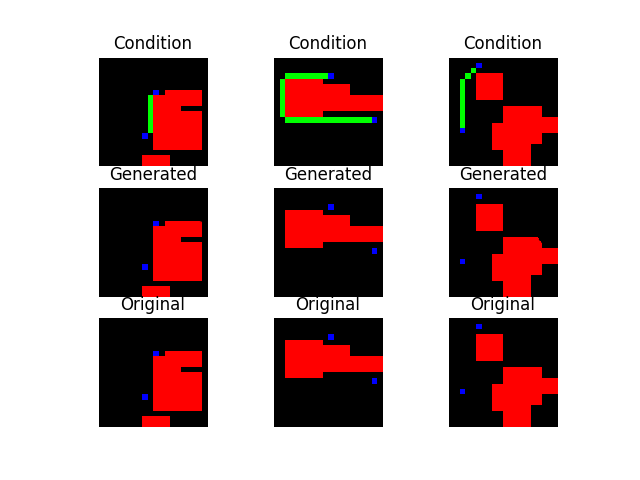 Condition Condition Condition
Generated Generated Generated
Original Original Original